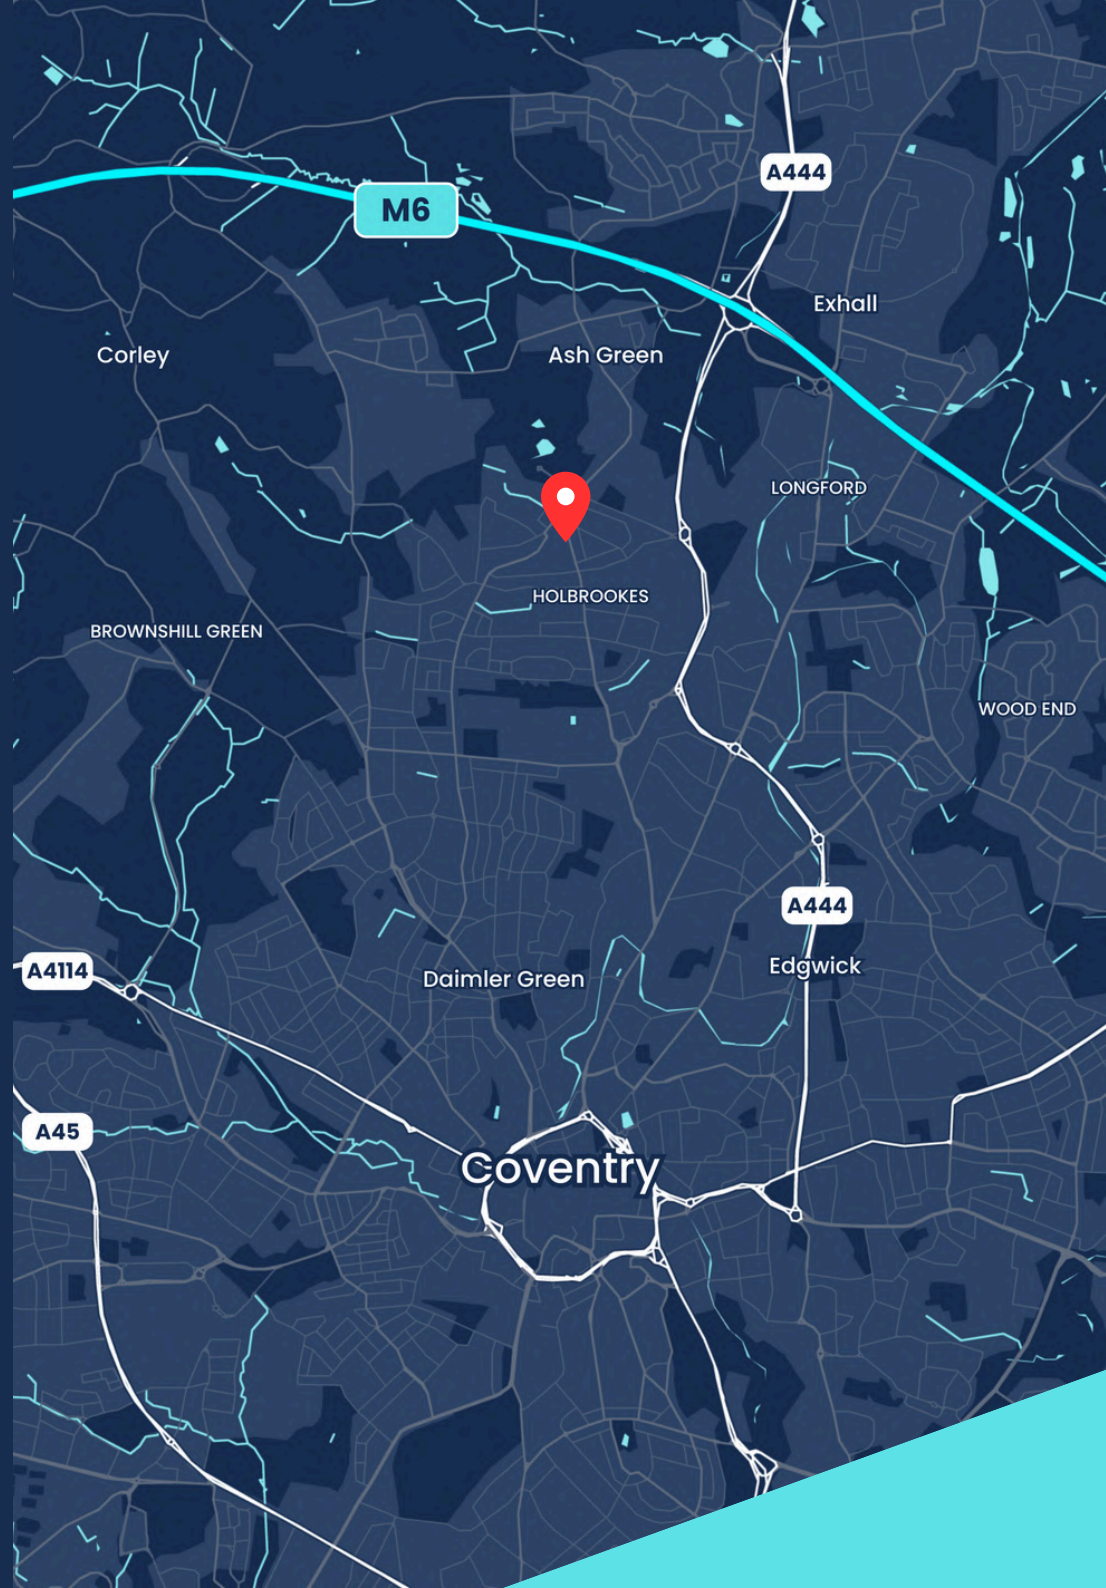 A444
M6
Exhall
Corley
Ash Green
LONGFORD
HOLBROOKES
BROWNSHILL GREEN
WOOD END
A444
Edgwick
A4114
Daimler Green
A45
Coventry